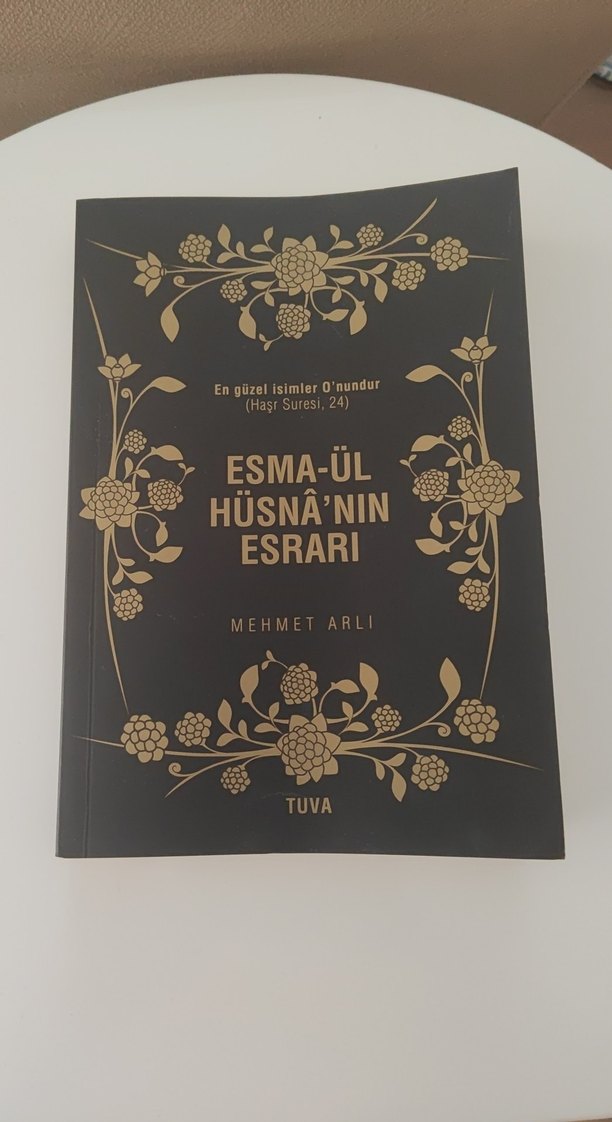 En güzel isimler O'nundur
(Haşr Suresi, 24)
ESMA-ÜL
HÜSNÂ'NIN
ESRARI
MEHMET ARLI
TUVA